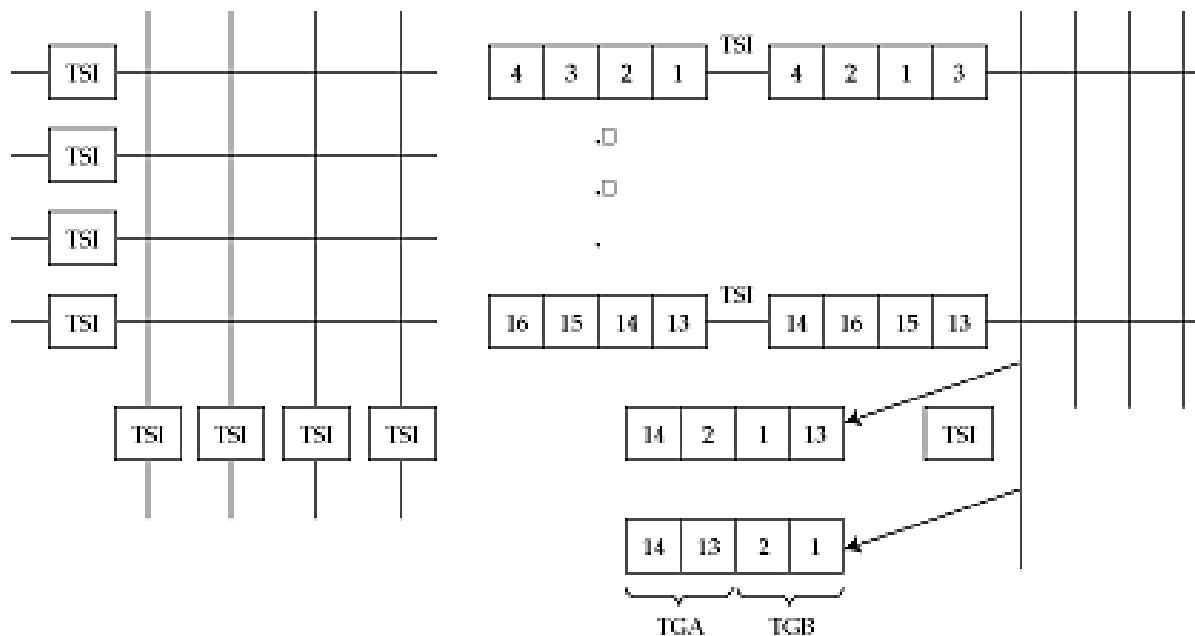 TSI
TSI
TSI
TSI
TSI TSI TSI TSI
TSI
4 3 2 1 4 2 1 3
TSI
16 15 14 13 14 16 15 13
14 2 1 13 TSI
14 13 2 1
TGA TGB